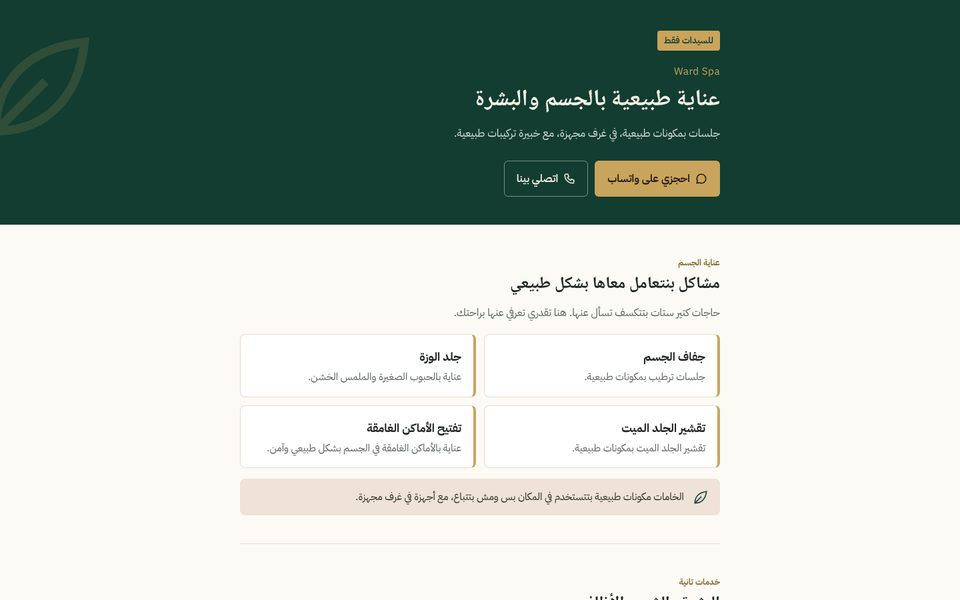 للسيدات فقط
Ward Spa
عناية طبيعية بالجسم والبشرة
جلسات بمكونات طبيعية، في غرف مجهزة، مع خبيرة تركيبات طبيعية.
احجزي على واتساب
اتصلي بينا
عناية الجسم
مشاكل بنتعامل معاها بشكل طبيعي
حاجات كتير ستات بتتكسف تسأل عنها. هنا تقدري تعرفي عنها براحتك.
جفاف الجسم
جلسات ترطيب بمكونات طبيعية.
جلد الوزة
عناية بالحبوب الصغيرة والملمس الخشن.
تقشير الجلد الميت
تقشير الجلد الميت بمكونات طبيعية.
تفتيح الأماكن الغامقة
عناية بالأماكن الغامقة في الجسم بشكل طبيعي وآمن.
الخامات مكونات طبيعية بتتستخدم في المكان بس ومش بتتباع، مع أجهزة في غرف مجهزة.
خدمات تانية